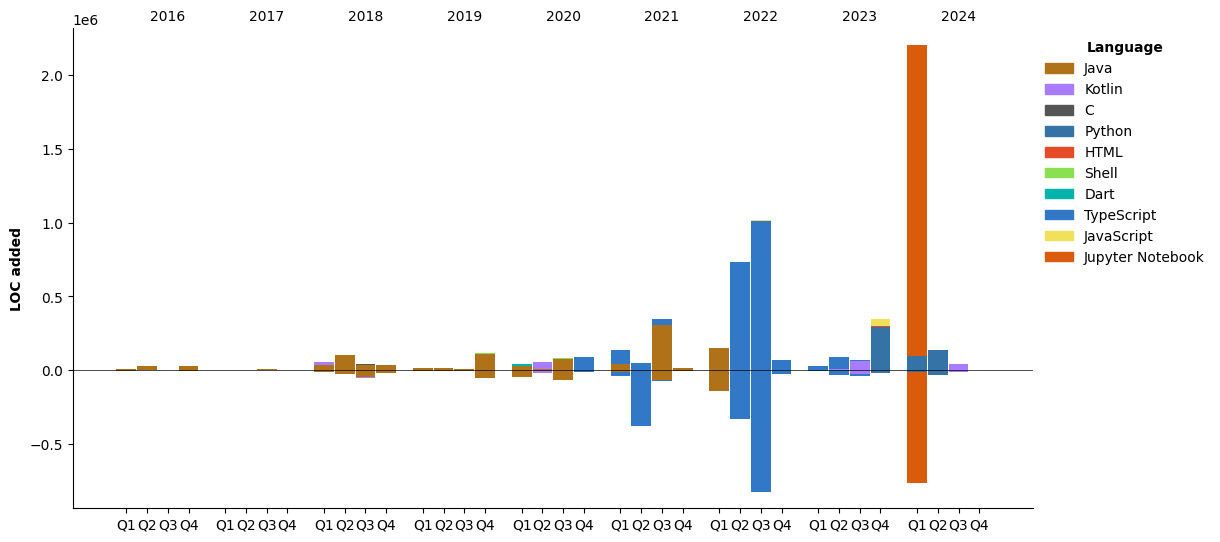 1e6
2016 2017 2018 2019 2020 2021 2022 2023 2024
2.0
1.5
1.0
0.5
0.0
−0.5
LOC added
Q1 Q2 Q3 Q4 Q1 Q2 Q3 Q4 Q1 Q2 Q3 Q4 Q1 Q2 Q3 Q4 Q1 Q2 Q3 Q4 Q1 Q2 Q3 Q4 Q1 Q2 Q3 Q4 Q1 Q2 Q3 Q4 Q1 Q2 Q3 Q4
Language
Java
Kotlin
C
Python
HTML
Shell
Dart
TypeScript
JavaScript
Jupyter Notebook